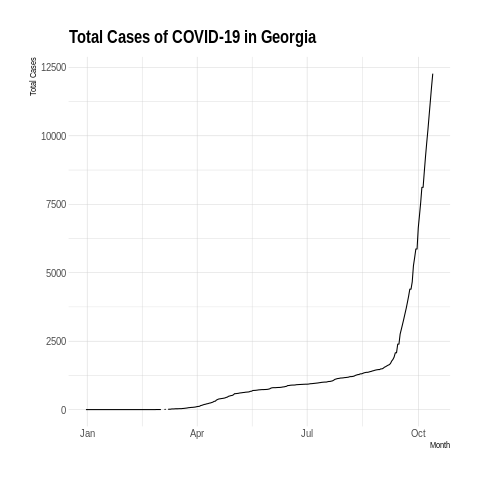 Total Cases of COVID-19 in Georgia
Total Cases
12500
10000
7500
5000
2500
0
Jan Apr Jul Oct
Month